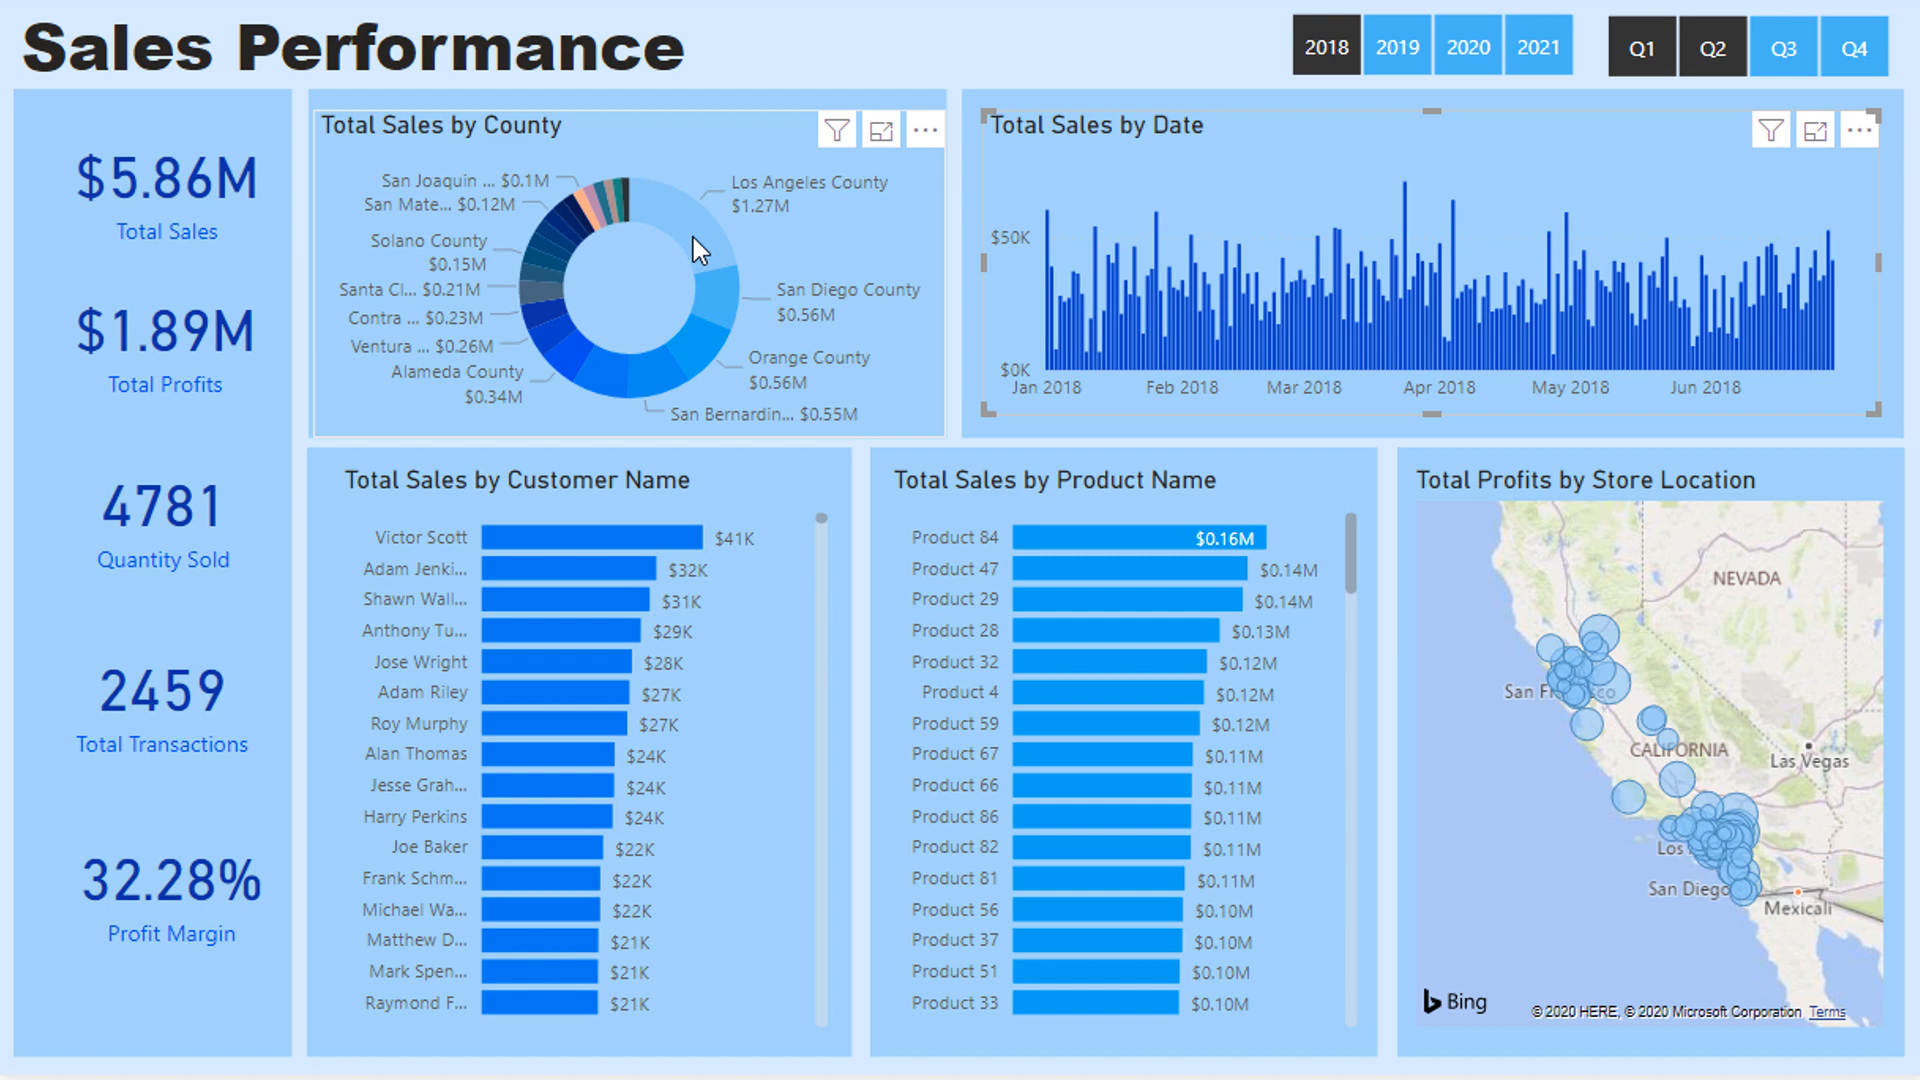 Sales Performance
2018 2019 2020 2021
Q1 Q2 Q3 Q4
$5.86M
Total Sales
$1.89M
Total Profits
4781
Quantity Sold
2459
Total Transactions
32.28%
Profit Margin
Total Sales by County
Los Angeles County
$1.27M
San Diego County
$0.56M
Orange County
$0.56M
San Bernardin... $0.55M
Alameda County
$0.34M
Ventura ... $0.26M
Contra ... $0.23M
Santa Cl... $0.21M
Solano County
$0.15M
San Mate... $0.12M
San Joaquin ... $0.1M
Total Sales by Date
$50K
$0K
Jan 2018 Feb 2018 Mar 2018 Apr 2018 May 2018 Jun 2018
Total Sales by Customer Name
Victor Scott $41K
Adam Jenki... $32K
Shawn Wall... $31K
Anthony Tu... $29K
Jose Wright $28K
Adam Riley $27K
Roy Murphy $27K
Alan Thomas $24K
Jesse Grah... $24K
Harry Perkins $24K
Joe Baker $22K
Frank Schm... $22K
Michael Wa... $22K
Matthew D... $21K
Mark Spen... $21K
Raymond F... $21K
Total Sales by Product Name
Product 84 $0.16M
Product 47 $0.14M
Product 29 $0.14M
Product 28 $0.13M
Product 32 $0.12M
Product 4 $0.12M
Product 59 $0.12M
Product 67 $0.11M
Product 66 $0.11M
Product 86 $0.11M
Product 82 $0.11M
Product 81 $0.11M
Product 56 $0.10M
Product 37 $0.10M
Product 51 $0.10M
Product 33 $0.10M
Total Profits by Store Location
NEVADA
San F co
CALIFORNIA
Las Vegas
Los
San Diego
Mexicali
Bing
© 2020 HERE, © 2020 Microsoft Corporation Terms